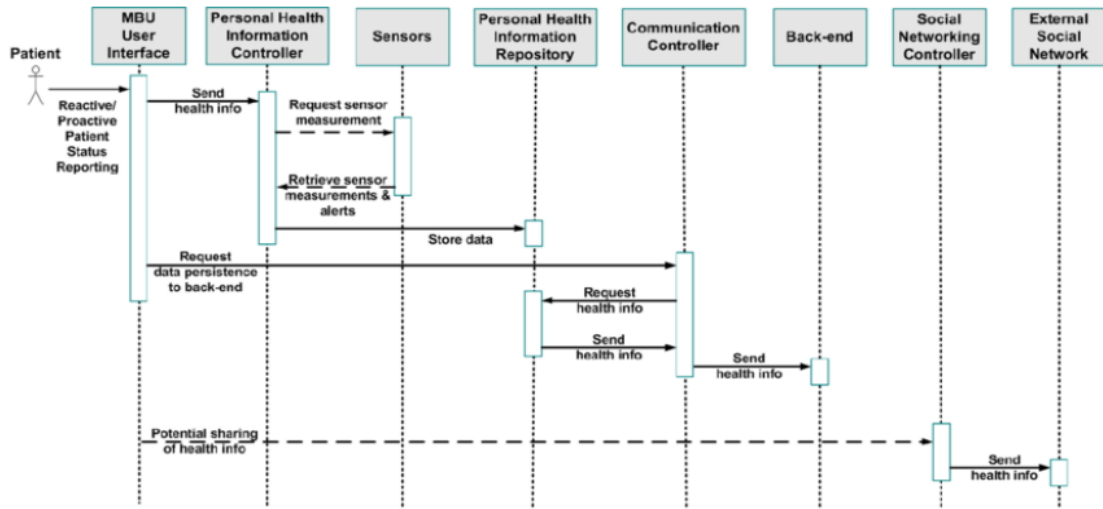 MBU
User
Interface
Personal Health
Information
Controller
Sensors
Personal Health
Information
Repository
Communication
Controller
Back-end
Social
Networking
Controller
External
Social
Network
Patient
Reactive/
Proactive
Patient
Status
Reporting
Send
health info
Request sensor
measurement
Retrieve sensor
measurements &
alerts
Store data
Request
data persistence
to back-end
Request
health info
Send
health info
Send
health info
Potential sharing
of health info
Send
health info